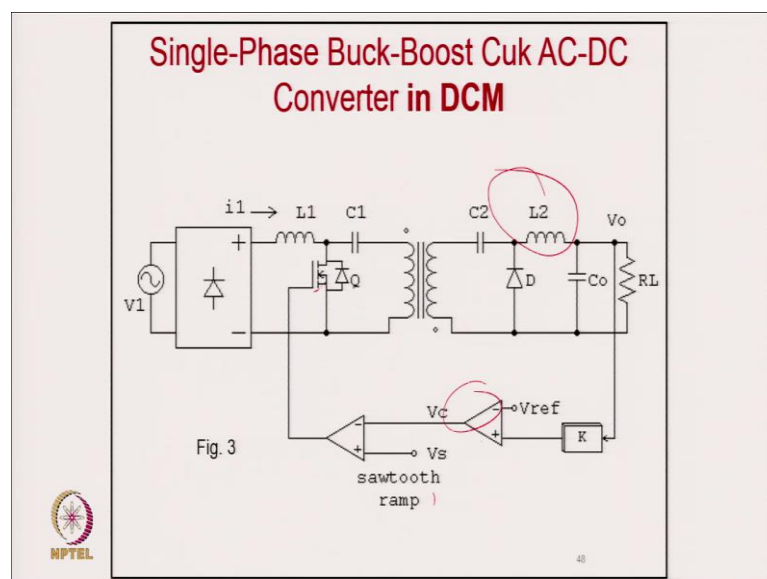 Single-Phase Buck-Boost Cuk AC-DC
Converter in DCM
i1
L1
C1
C2
L2
Vo
V1
+
-
Q
D
Co
RL
Vc
-
+
Vref
K
Fig. 3
-
+
Vs
sawtooth
ramp
NPTEL
48